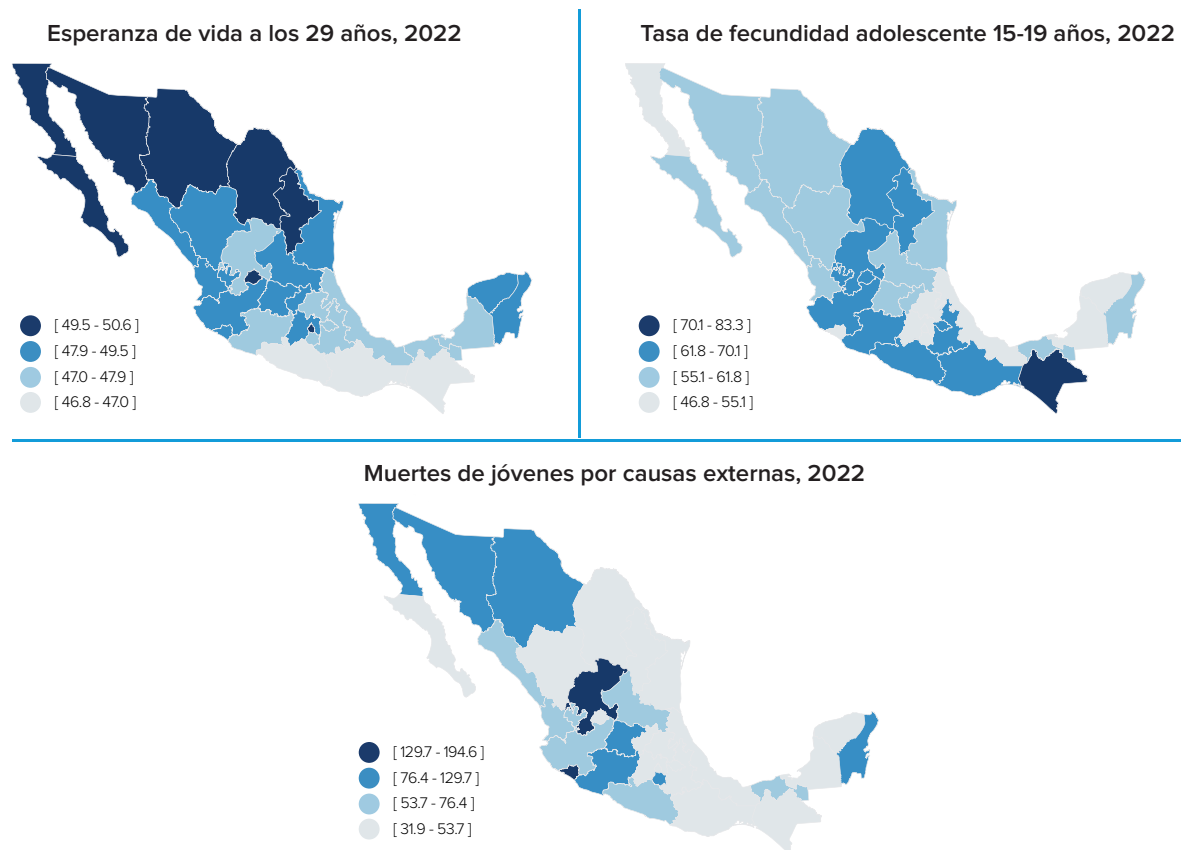 Esperanza de vida a los 29 años, 2022
[ 49.5 - 50.6 ]
[ 47.9 - 49.5 ]
[ 47.0 - 47.9 ]
[ 46.8 - 47.0 ]
Tasa de fecundidad adolescente 15-19 años, 2022
[ 70.1 - 83.3 ]
[ 61.8 - 70.1 ]
[ 55.1 - 61.8 ]
[ 46.8 - 55.1 ]
Muertes de jóvenes por causas externas, 2022
[ 129.7 - 194.6 ]
[ 76.4 - 129.7 ]
[ 53.7 - 76.4 ]
[ 31.9 - 53.7 ]